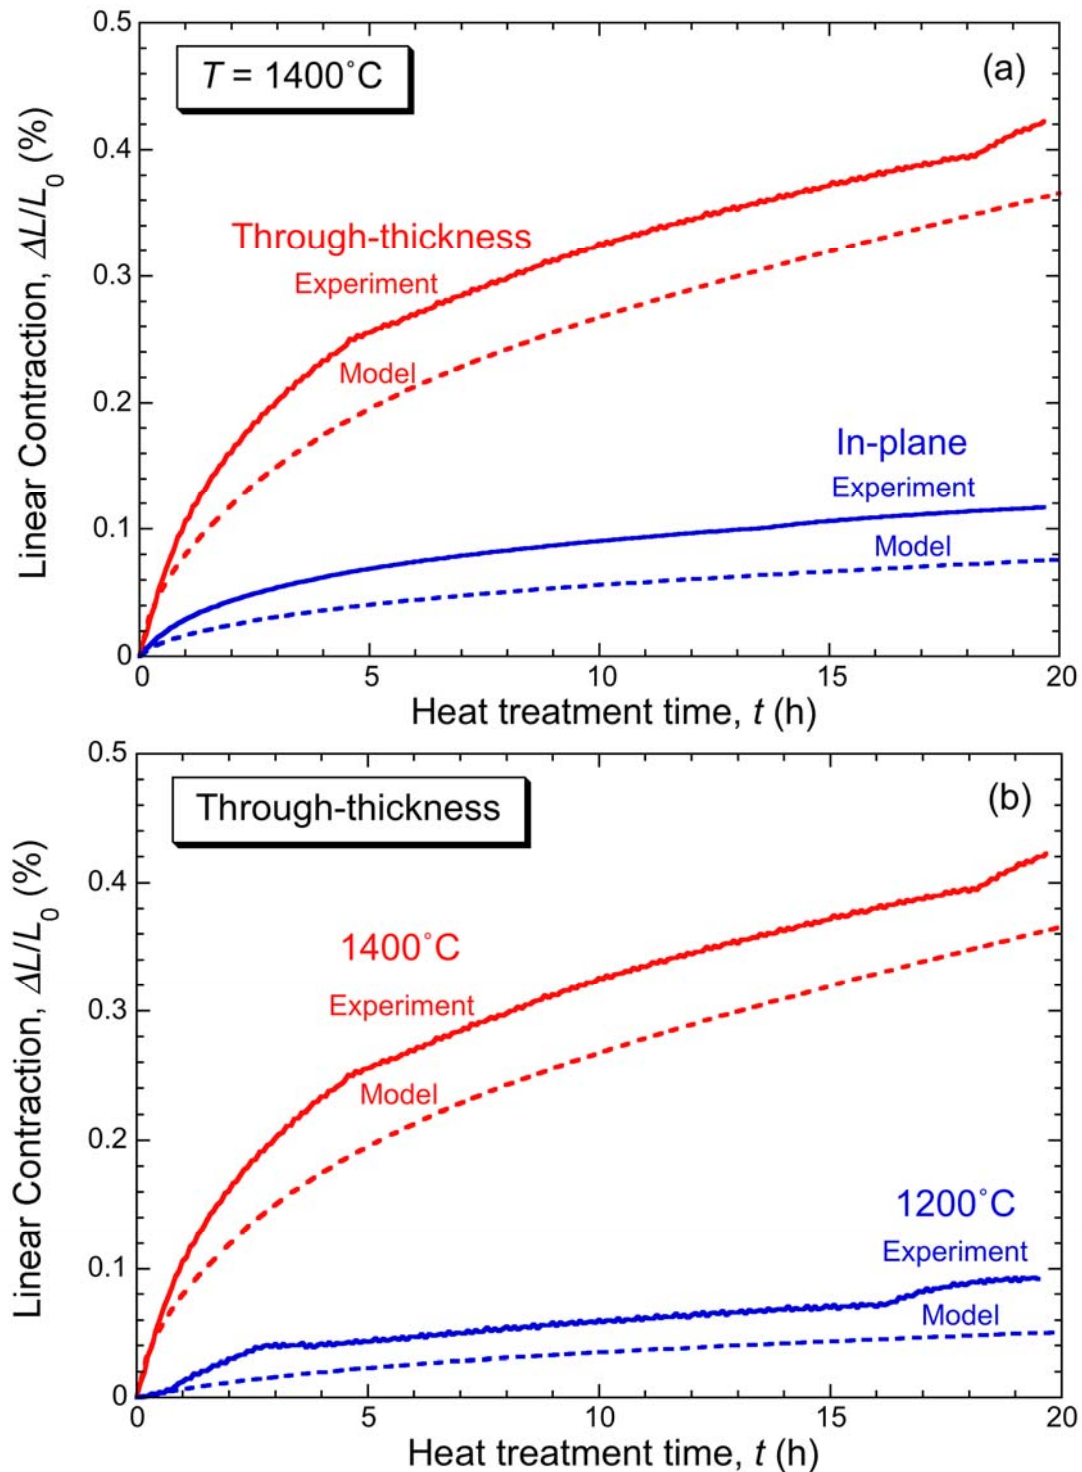 0.5
T = 1400˚C
(a)
0.4
Through-thickness
0.3
Experiment
Model
0.2
In-plane
Experiment
0.1
Model
0
0 5 10 15 20
Linear Contraction, ΔL/L0 (%)
Heat treatment time, t (h)
0.5
Through-thickness
(b)
0.4
1400˚C
Experiment
0.3
Model
0.2
1200˚C
Experiment
0.1
Model
0
0 5 10 15 20
Linear Contraction, ΔL/L0 (%)
Heat treatment time, t (h)